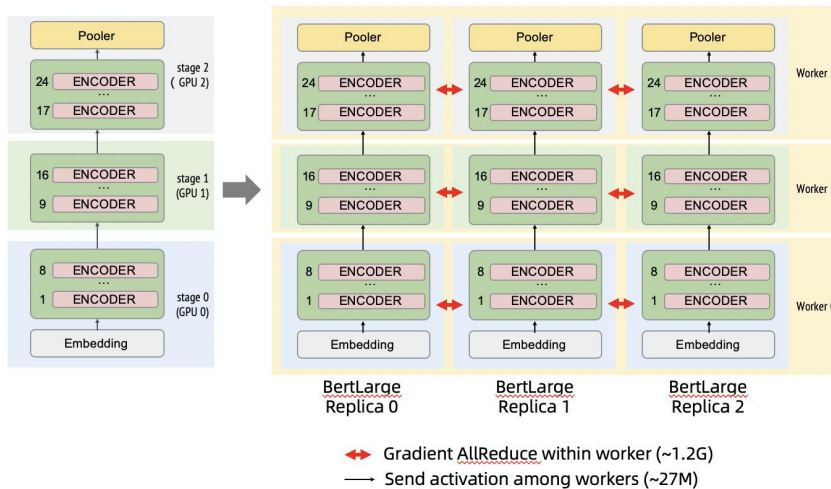 Pooler
stage 2
( GPU 2)
24 ENCODER
...
17 ENCODER
stage 1
(GPU 1)
16 ENCODER
...
9 ENCODER
stage 0
(GPU 0)
8 ENCODER
...
1 ENCODER
Embedding
Pooler Pooler Pooler
Worker
24 ENCODER 24 ENCODER 24 ENCODER
... ... ...
17 ENCODER 17 ENCODER 17 ENCODER
Worker
16 ENCODER 16 ENCODER 16 ENCODER
... ... ...
9 ENCODER 9 ENCODER 9 ENCODER
8 ENCODER 8 ENCODER 8 ENCODER
... ... ...
1 ENCODER 1 ENCODER 1 ENCODER
Worker
Embedding Embedding Embedding
BertLarge BertLarge BertLarge
Replica 0 Replica 1 Replica 2
Gradient AllReduce within worker (~1.2G)
Send activation among workers (~27M)